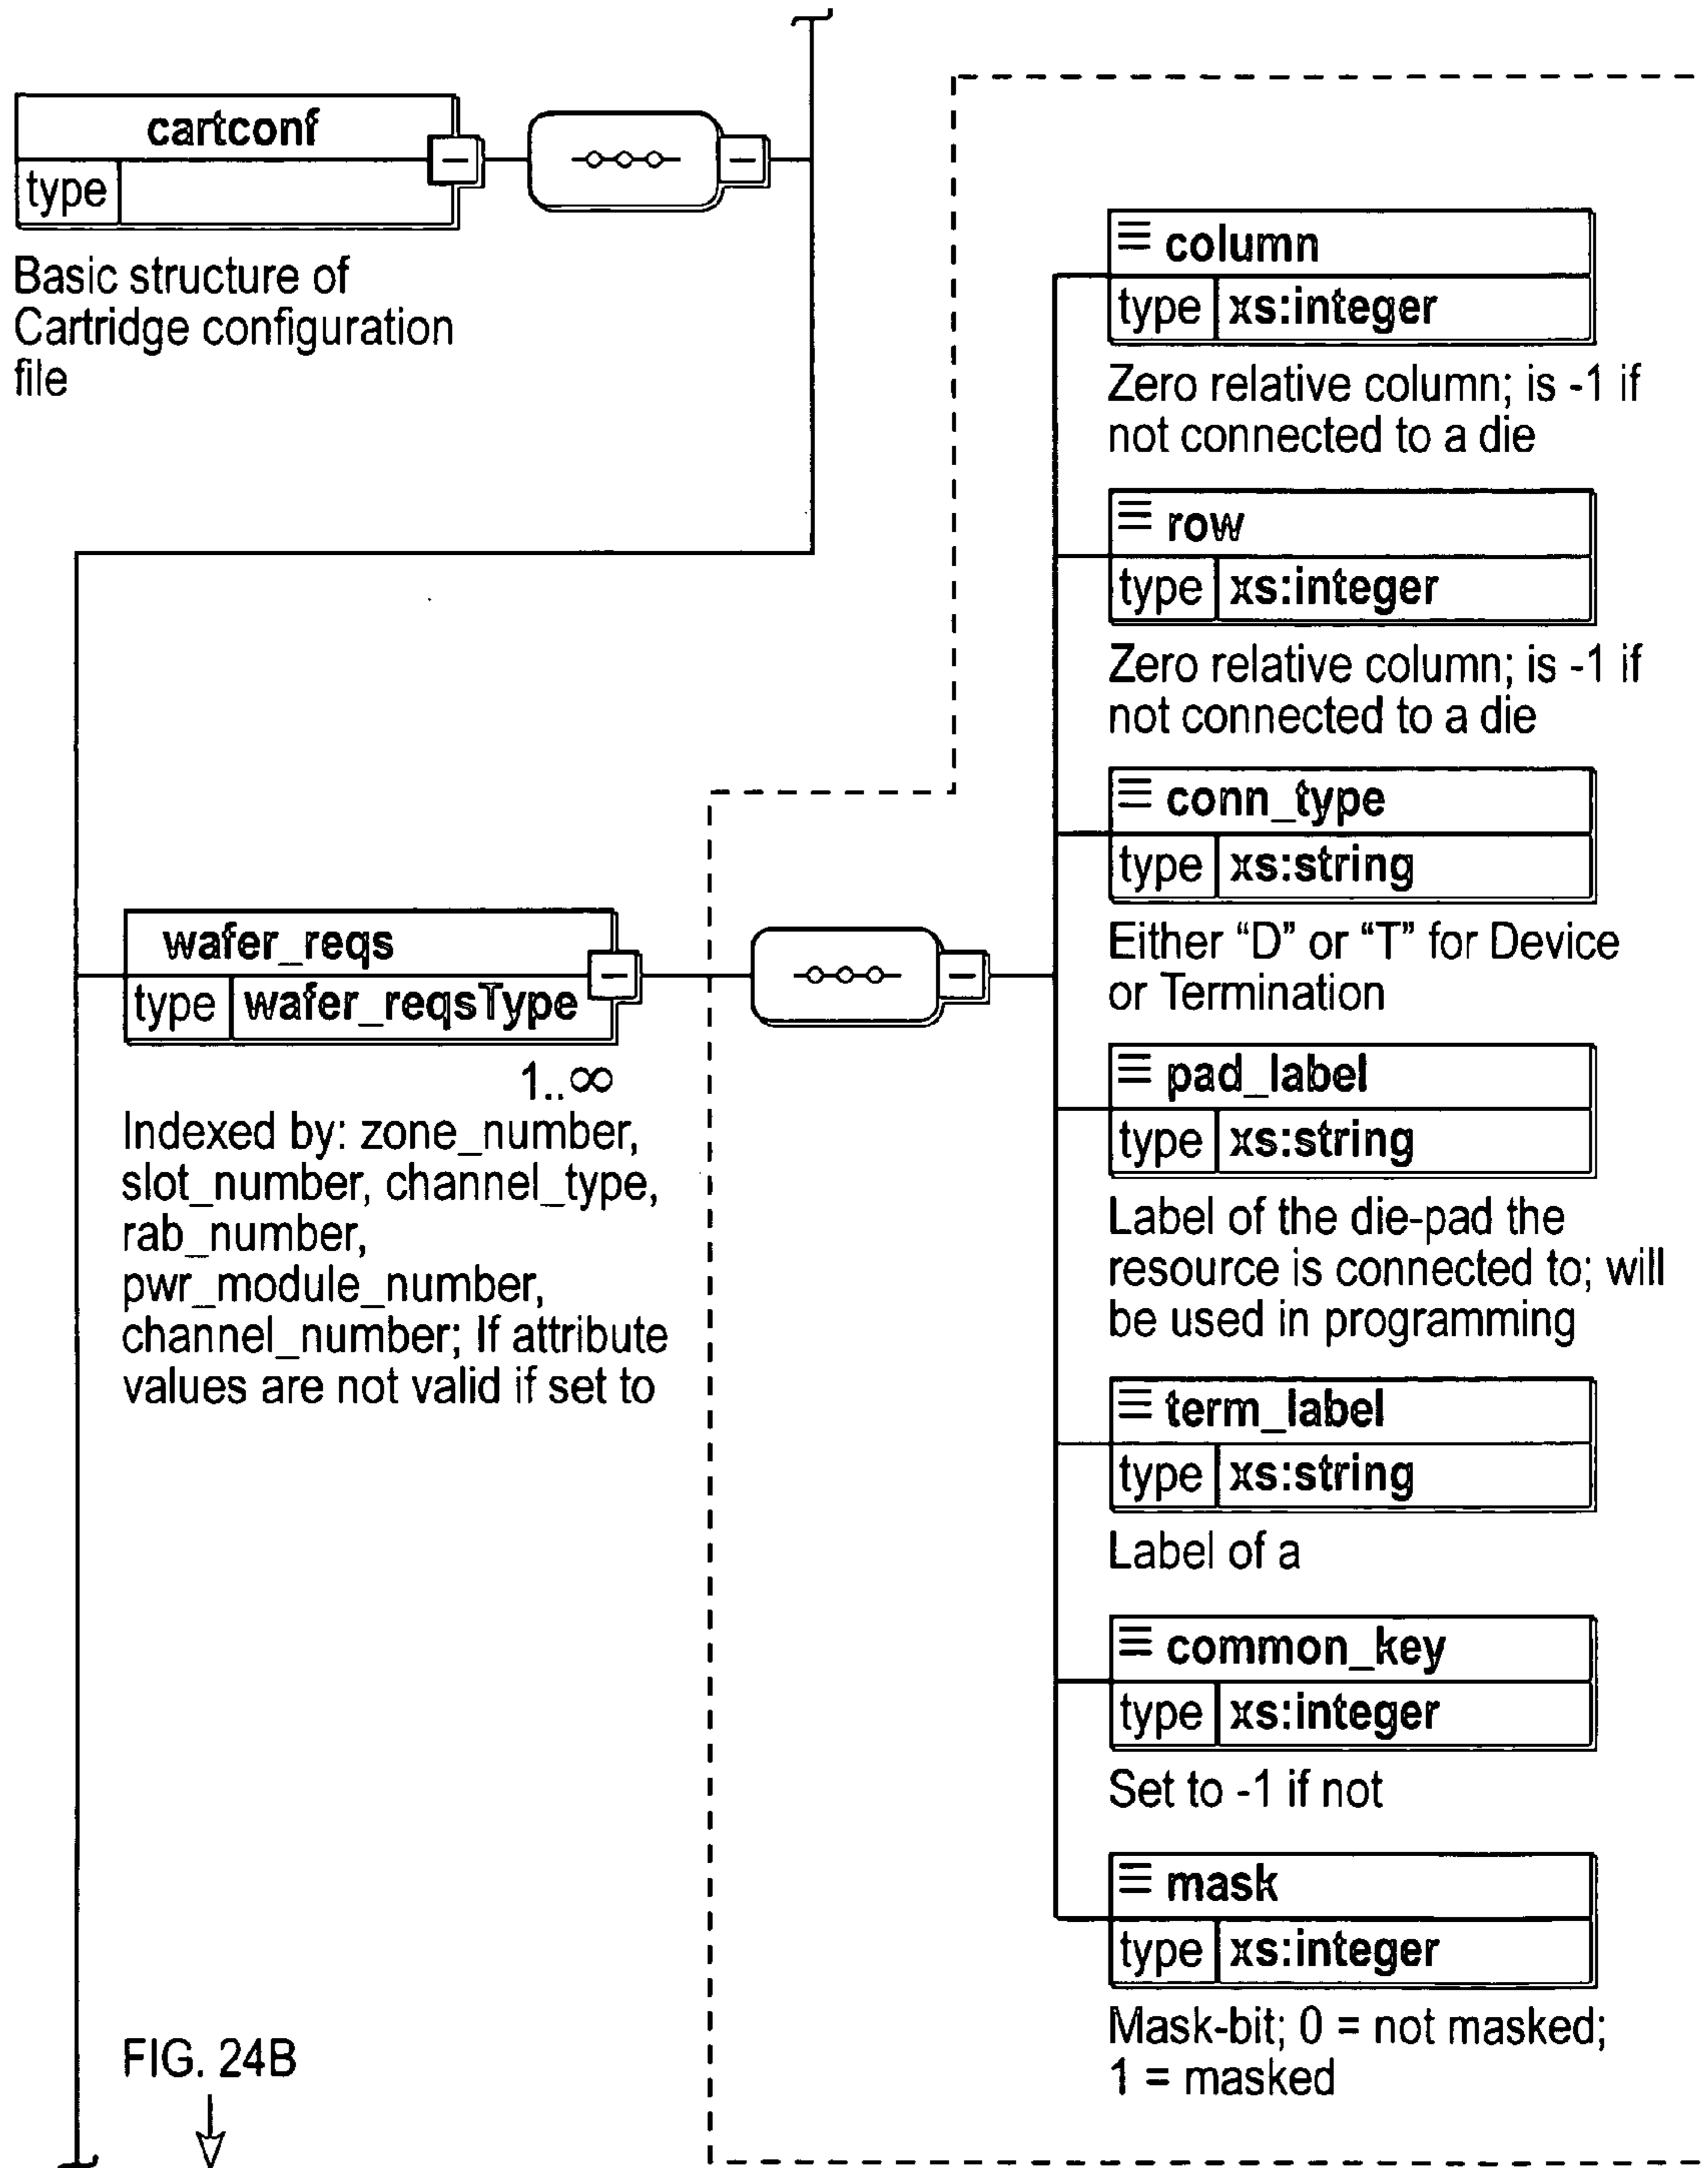 cartconf
type
Basic structure of
Cartridge configuration
file
column
type xs:integer
Zero relative column; is -1 if
not connected to a die
row
type xs:integer
Zero relative column; is -1 if
not connected to a die
conn_type
type xs:string
Either “D” or “T” for Device
or Termination
wafer_reqs
type wafer_reqsType
1..∞
Indexed by: zone_number,
slot_number, channel_type,
rab_number,
pwr_module_number,
channel_number; If attribute
values are not valid if set to
pad_label
type xs:string
Label of the die-pad the
resource is connected to; will
be used in programming
term_label
type xs:string
Label of a
common_key
type xs:integer
Set to -1 if not
mask
type xs:integer
Mask-bit; 0 = not masked;
1 = masked
FIG. 24B